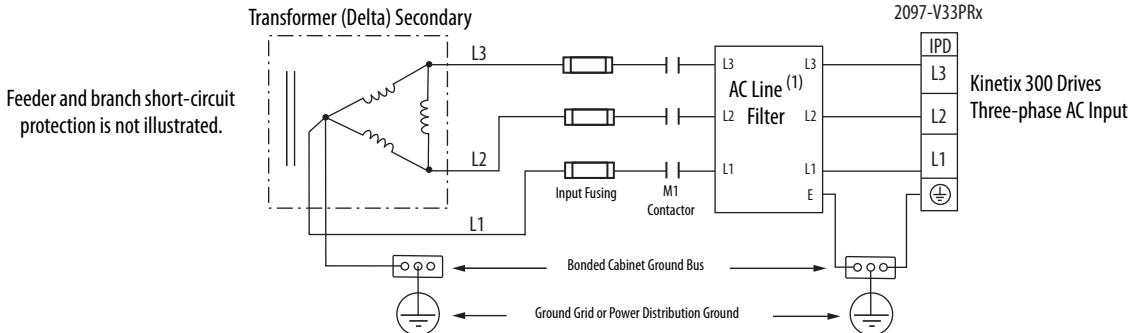 Transformer (Delta) Secondary
2097-V33PRx
IPD
L3
L3
L3
L3
AC Line (1)
Filter
Kinetix 300 Drives
Three-phase AC Input
Feeder and branch short-circuit
protection is not illustrated.
L2
L2
L2
L2
L1
L1
L1
Input Fusing
M1
Contactor
E
L1
Bonded Cabinet Ground Bus
Ground Grid or Power Distribution Ground